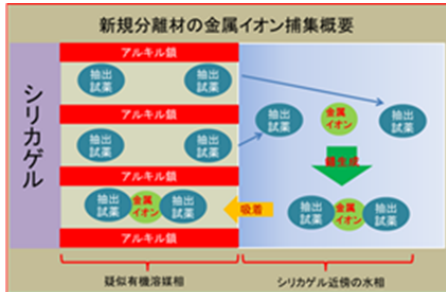 新規分離材の金属イオン捕集概要
シリカゲル
アルキル鎖
抽出
試薬
抽出
試薬
アルキル鎖
抽出
試薬
抽出
試薬
アルキル鎖
抽出
試薬
金属
イオン
抽出
試薬
アルキル鎖
抽出
試薬
金属
イオン
抽出
試薬
錯生成
抽出
試薬
金属
イオン
抽出
試薬
吸着
疑似有機溶媒相
シリカゲル近傍の水相